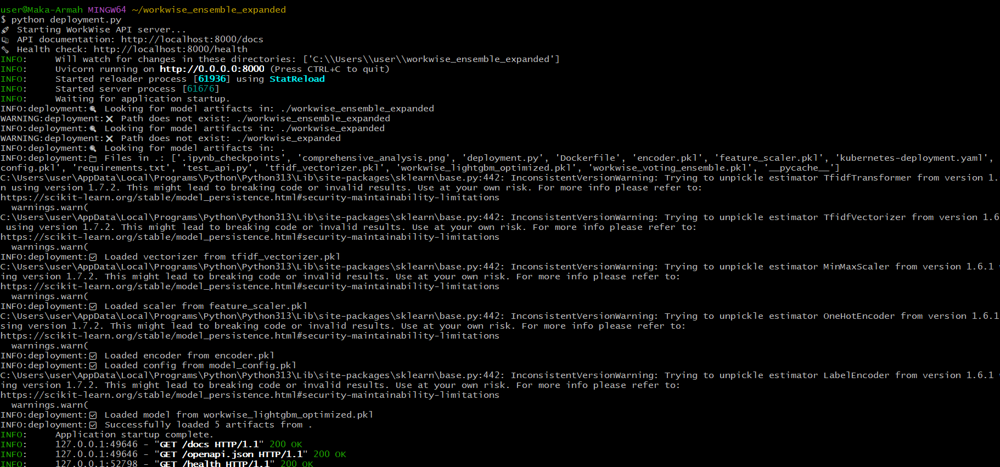 user@Maka-Armah MINGW64 ~/workwise_ensemble_expanded
$ python deployment.py
🚀 Starting WorkWise API server...
📚 API documentation: http://localhost:8000/docs
🔧 Health check: http://localhost:8000/health
INFO:     Will watch for changes in these directories: ['C:\\Users\\user\\workwise_ensemble_expanded']
INFO:     Uvicorn running on http://0.0.0.0:8000 (Press CTRL+C to quit)
INFO:     Started reloader process [61936] using StatReload
INFO:     Started server process [61676]
INFO:     Waiting for application startup.
INFO:deployment:🔍 Looking for model artifacts in: ./workwise_ensemble_expanded
WARNING:deployment:❌ Path does not exist: ./workwise_ensemble_expanded
INFO:deployment:🔍 Looking for model artifacts in: ./workwise_expanded
WARNING:deployment:❌ Path does not exist: ./workwise_expanded
INFO:deployment:🔍 Looking for model artifacts in: .
INFO:deployment:📁 Files in .: ['.ipynb_checkpoints', 'comprehensive_analysis.png', 'deployment.py', 'Dockerfile', 'encoder.pkl', 'feature_scaler.pkl', 'kubernetes-deployment.yaml',
config.pkl', 'requirements.txt', 'test_api.py', 'tfidf_vectorizer.pkl', 'workwise_lightgbm_optimized.pkl', 'workwise_voting_ensemble.pkl', '__pycache__']
C:\Users\user\AppData\Local\Programs\Python\Python313\Lib\site-packages\sklearn\base.py:442: InconsistentVersionWarning: Trying to unpickle estimator TfidfTransformer from version 1.
n using version 1.7.2. This might lead to breaking code or invalid results. Use at your own risk. For more info please refer to:
https://scikit-learn.org/stable/model_persistence.html#security-maintainability-limitations
  warnings.warn(
C:\Users\user\AppData\Local\Programs\Python\Python313\Lib\site-packages\sklearn\base.py:442: InconsistentVersionWarning: Trying to unpickle estimator TfidfVectorizer from version 1.6
 using version 1.7.2. This might lead to breaking code or invalid results. Use at your own risk. For more info please refer to:
https://scikit-learn.org/stable/model_persistence.html#security-maintainability-limitations
  warnings.warn(
INFO:deployment:✅ Loaded vectorizer from tfidf_vectorizer.pkl
C:\Users\user\AppData\Local\Programs\Python\Python313\Lib\site-packages\sklearn\base.py:442: InconsistentVersionWarning: Trying to unpickle estimator MinMaxScaler from version 1.6.1
ing version 1.7.2. This might lead to breaking code or invalid results. Use at your own risk. For more info please refer to:
https://scikit-learn.org/stable/model_persistence.html#security-maintainability-limitations
  warnings.warn(
INFO:deployment:✅ Loaded scaler from feature_scaler.pkl
C:\Users\user\AppData\Local\Programs\Python\Python313\Lib\site-packages\sklearn\base.py:442: InconsistentVersionWarning: Trying to unpickle estimator OneHotEncoder from version 1.6.1
sing version 1.7.2. This might lead to breaking code or invalid results. Use at your own risk. For more info please refer to:
https://scikit-learn.org/stable/model_persistence.html#security-maintainability-limitations
  warnings.warn(
INFO:deployment:✅ Loaded encoder from encoder.pkl
INFO:deployment:✅ Loaded config from model_config.pkl
C:\Users\user\AppData\Local\Programs\Python\Python313\Lib\site-packages\sklearn\base.py:442: InconsistentVersionWarning: Trying to unpickle estimator LabelEncoder from version 1.6.1
ing version 1.7.2. This might lead to breaking code or invalid results. Use at your own risk. For more info please refer to:
https://scikit-learn.org/stable/model_persistence.html#security-maintainability-limitations
  warnings.warn(
INFO:deployment:✅ Loaded model from workwise_lightgbm_optimized.pkl
INFO:deployment:✅ Successfully loaded 5 artifacts from .
INFO:     Application startup complete.
INFO:     127.0.0.1:49646 - "GET /docs HTTP/1.1" 200 OK
INFO:     127.0.0.1:49646 - "GET /openapi.json HTTP/1.1" 200 OK
INFO:     127.0.0.1:52798 - "GET /health HTTP/1.1" 200 OK